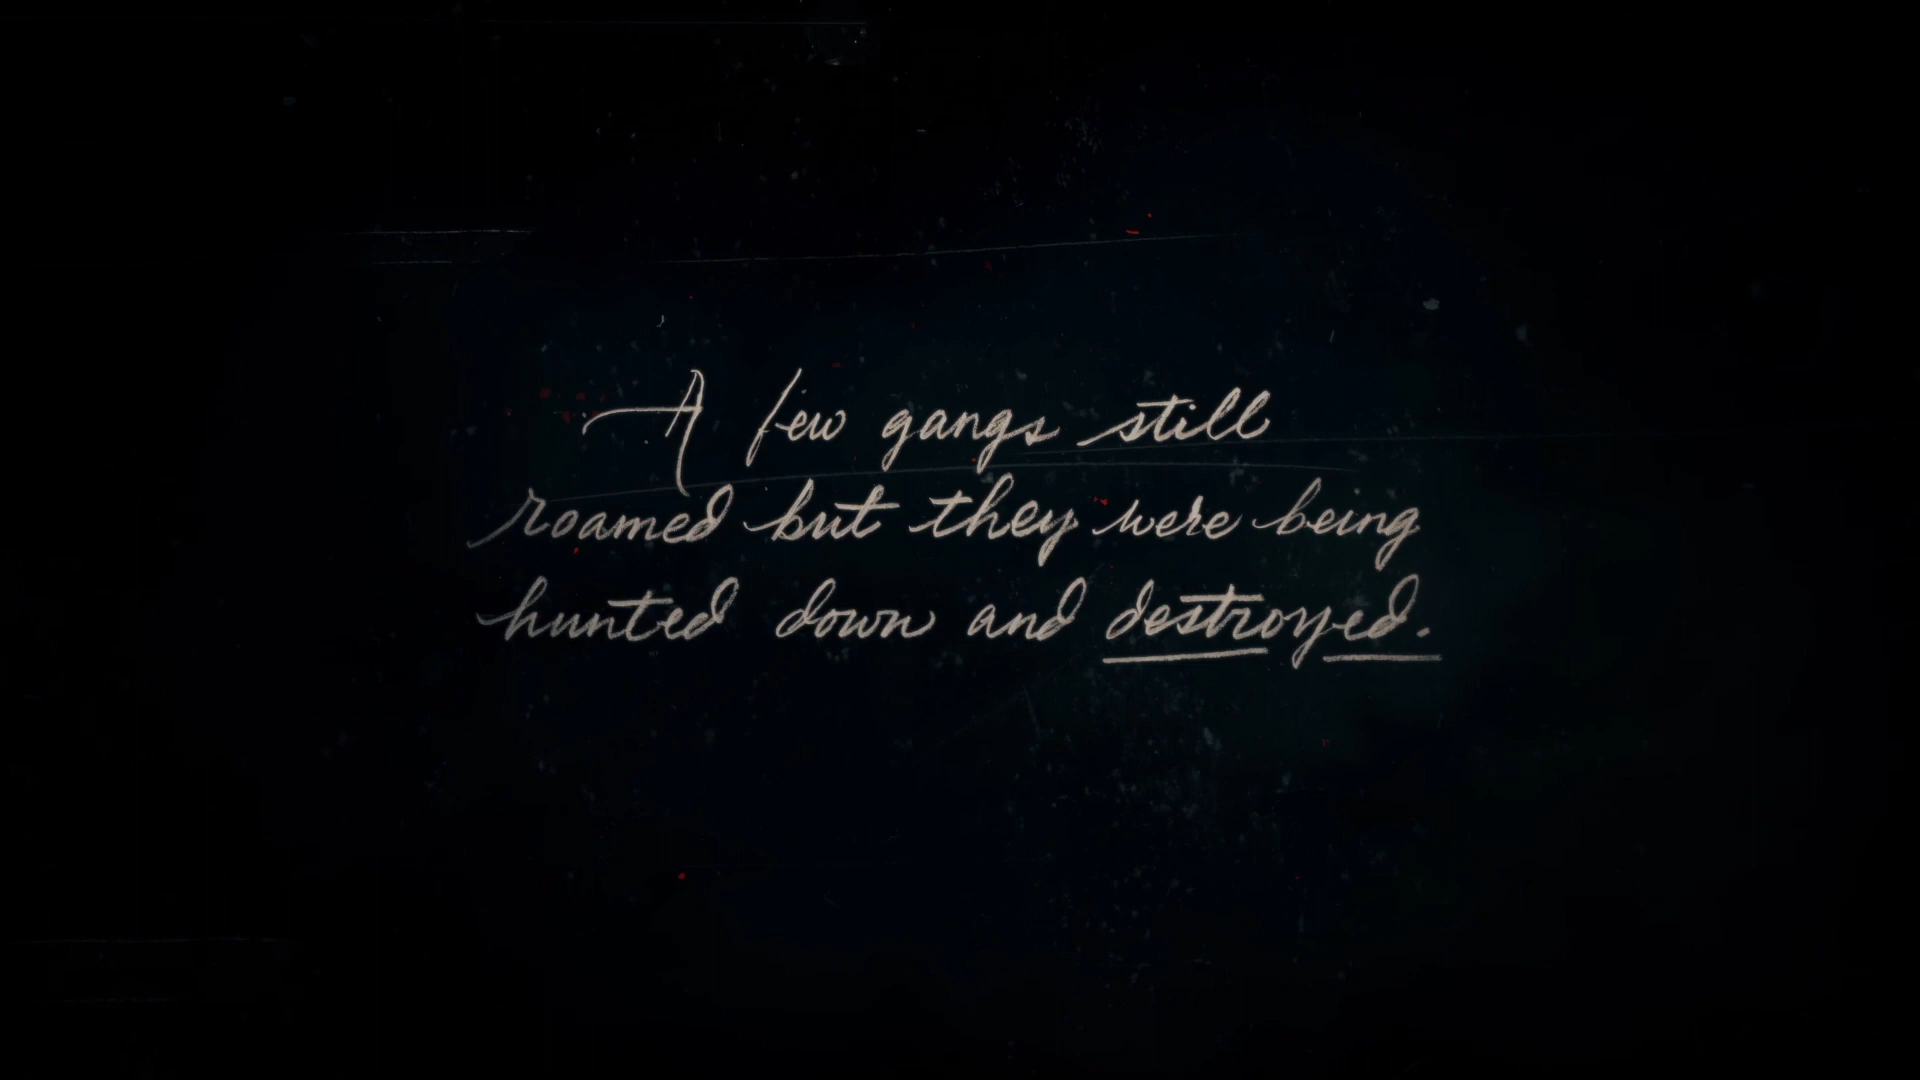 A few gangs still
roamed but they were being
hunted down and destroyed.